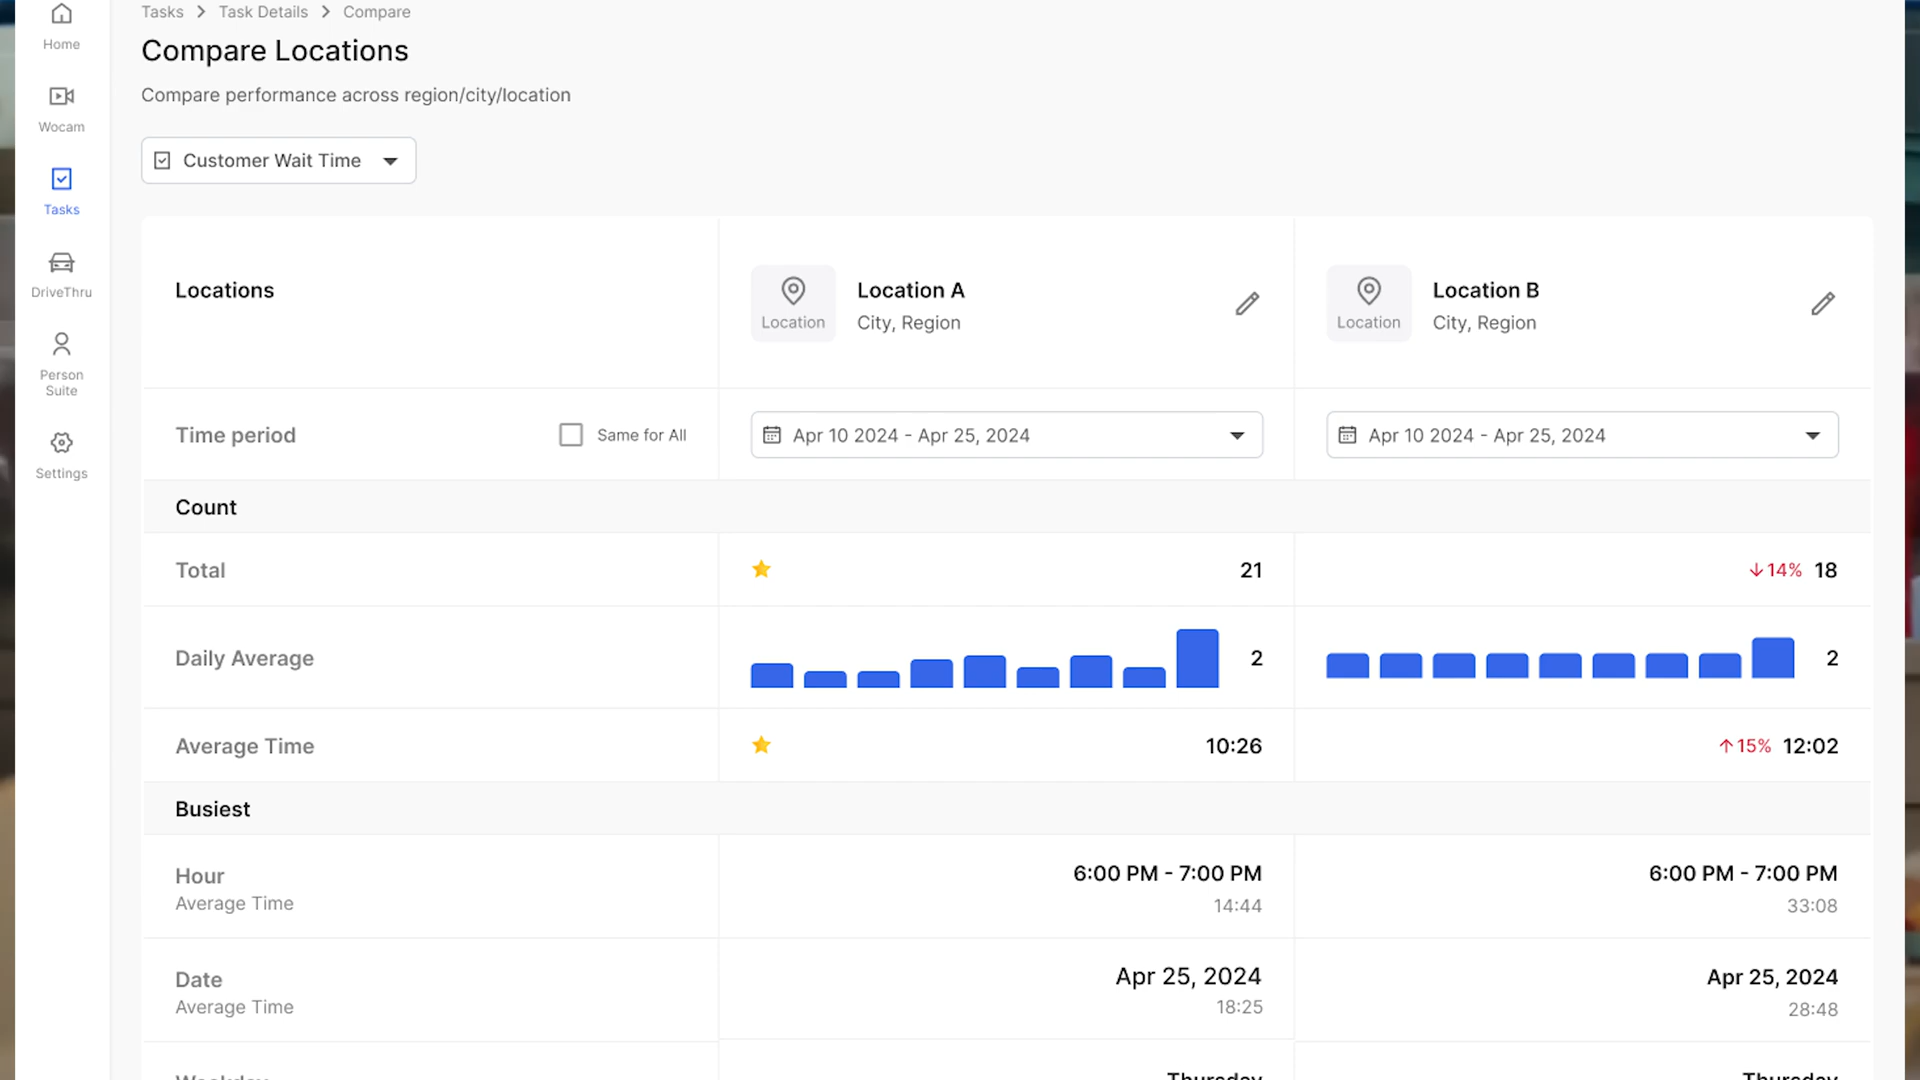 Tasks > Task Details > Compare
Home
Compare Locations
Compare performance across region/city/location
Wocam
Customer Wait Time
Tasks
DriveThru
Person
Suite
Settings
Locations
Location
Location A
City, Region
Location
Location B
City, Region
Time period
Same for All
Apr 10 2024 - Apr 25, 2024
Apr 10 2024 - Apr 25, 2024
Count
Total
21
↓14% 18
Daily Average
2
2
Average Time
10:26
↑15% 12:02
Busiest
Hour
Average Time
6:00 PM - 7:00 PM
14:44
6:00 PM - 7:00 PM
33:08
Date
Average Time
Apr 25, 2024
18:25
Apr 25, 2024
28:48
Weekday
Thursday
Thursday